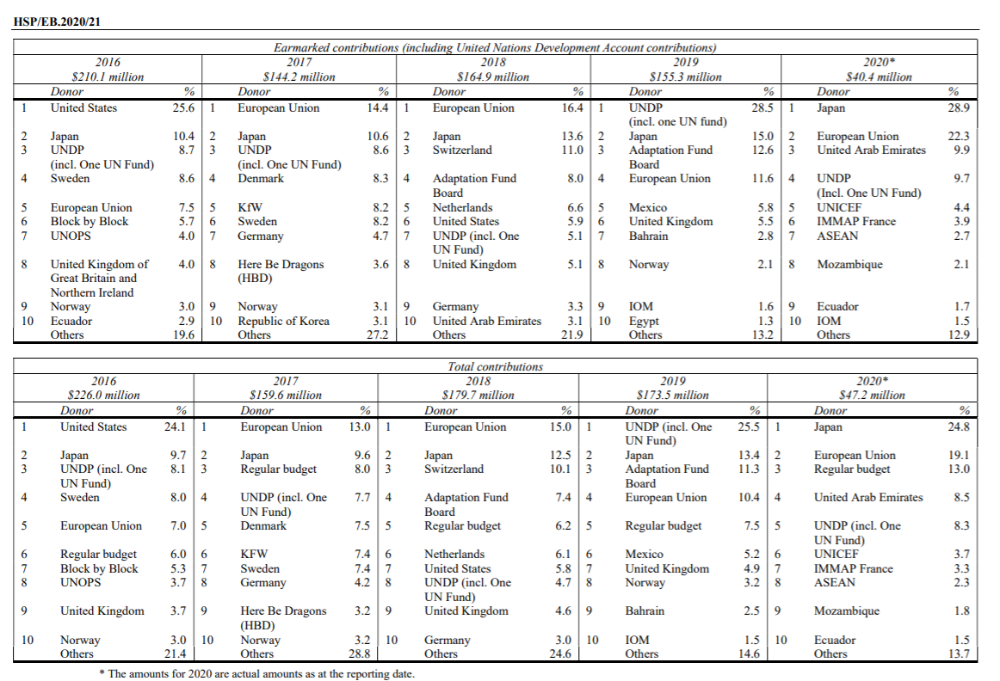 HSP/EB.2020/21
Earmarked contributions (including United Nations Development Account contributions)
2016 2017 2018 2019 2020*
$210.1 million $144.2 million $164.9 million $155.3 million $40.4 million
Donor % Donor % Donor % Donor % Donor %
1 United States 25.6 1 European Union 14.4 1 European Union 16.4 1 UNDP 28.5 1 Japan 28.9
(incl. one UN fund)
2 Japan 10.4 2 Japan 10.6 2 Japan 13.6 2 Japan 15.0 2 European Union 22.3
3 UNDP 8.7 3 UNDP 8.6 3 Switzerland 11.0 3 Adaptation Fund 12.6 3 United Arab Emirates 9.9
(incl. One UN Fund) (incl. One UN Fund) Board
4 Sweden 8.6 4 Denmark 8.3 4 Adaptation Fund 8.0 4 European Union 11.6 4 UNDP 9.7
Board (Incl. One UN Fund)
5 European Union 7.5 5 KfW 8.2 5 Netherlands 6.6 5 Mexico 5.8 5 UNICEF 4.4
6 Block by Block 5.7 6 Sweden 8.2 6 United States 5.9 6 United Kingdom 5.5 6 IMMAP France 3.9
7 UNOPS 4.0 7 Germany 4.7 7 UNDP (incl. One 5.1 7 Bahrain 2.8 7 ASEAN 2.7
UN Fund)
8 United Kingdom of 4.0 8 Here Be Dragons 3.6 8 United Kingdom 5.1 8 Norway 2.1 8 Mozambique 2.1
Great Britain and (HBD)
Northern Ireland
9 Norway 3.0 9 Norway 3.1 9 Germany 3.3 9 IOM 1.6 9 Ecuador 1.7
10 Ecuador 2.9 10 Republic of Korea 3.1 10 United Arab Emirates 3.1 10 Egypt 1.3 10 IOM 1.5
Others 19.6 Others 27.2 Others 21.9 Others 13.2 Others 12.9
Total contributions
2016 2017 2018 2019 2020*
$226.0 million $159.6 million $179.7 million $173.5 million $47.2 million
Donor % Donor % Donor % Donor % Donor %
1 United States 24.1 1 European Union 13.0 1 European Union 15.0 1 UNDP (incl. One 25.5 1 Japan 24.8
UN Fund)
2 Japan 9.7 2 Japan 9.6 2 Japan 12.5 2 Japan 13.4 2 European Union 19.1
3 UNDP (incl. One 8.1 3 Regular budget 8.0 3 Switzerland 10.1 3 Adaptation Fund 11.3 3 Regular budget 13.0
UN Fund) Board
4 Sweden 8.0 4 UNDP (incl. One 7.7 4 Adaptation Fund 7.4 4 European Union 10.4 4 United Arab Emirates 8.5
UN Fund) Board
5 European Union 7.0 5 Denmark 7.5 5 Regular budget 6.2 5 Regular budget 7.5 5 UNDP (incl. One 8.3
UN Fund)
6 Regular budget 6.0 6 KFW 7.4 6 Netherlands 6.1 6 Mexico 5.2 6 UNICEF 3.7
7 Block by Block 5.3 7 Sweden 7.4 7 United States 5.8 7 United Kingdom 4.9 7 IMMAP France 3.3
8 UNOPS 3.7 8 Germany 4.2 8 UNDP (incl. One 4.7 8 Norway 3.2 8 ASEAN 2.3
UN Fund)
9 United Kingdom 3.7 9 Here Be Dragons 3.2 9 United Kingdom 4.6 9 Bahrain 2.5 9 Mozambique 1.8
(HBD)
10 Norway 3.0 10 Norway 3.2 10 Germany 3.0 10 IOM 1.5 10 Ecuador 1.5
Others 21.4 Others 28.8 Others 24.6 Others 14.6 Others 13.7
* The amounts for 2020 are actual amounts as at the reporting date.